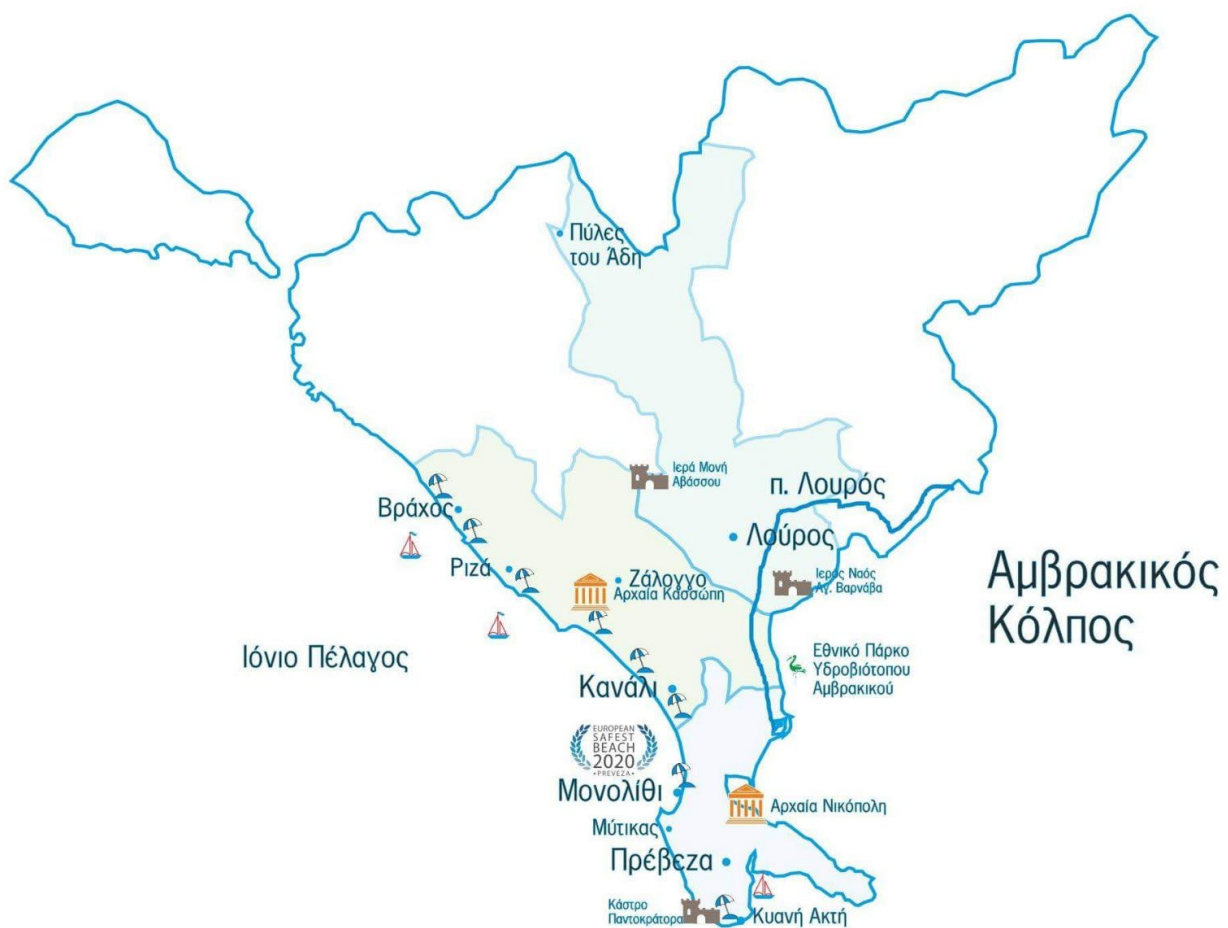 Πύλες
του Άδη
Ιερά Μονή
Αβάσσου
π. Λουρός
Βράχος
Λούρος
Ριζά
Ζάλογγο
Αρχαία Κασσώπη
Ιερός Ναός
Αγ. Βαρνάβα
Αμβρακικός
Κόλπος
Ιόνιο Πέλαγος
Εθνικό Πάρκο
Υδροβιότοπου
Αμβρακικού
Κανάλι
EUROPEAN
SAFEST
BEACH
2020
•PREVEZA•
Μονολίθι
Αρχαία Νικόπολη
Μύτικας
Πρέβεζα
Κάστρο
Παντοκράτορα
Κυανή Ακτή